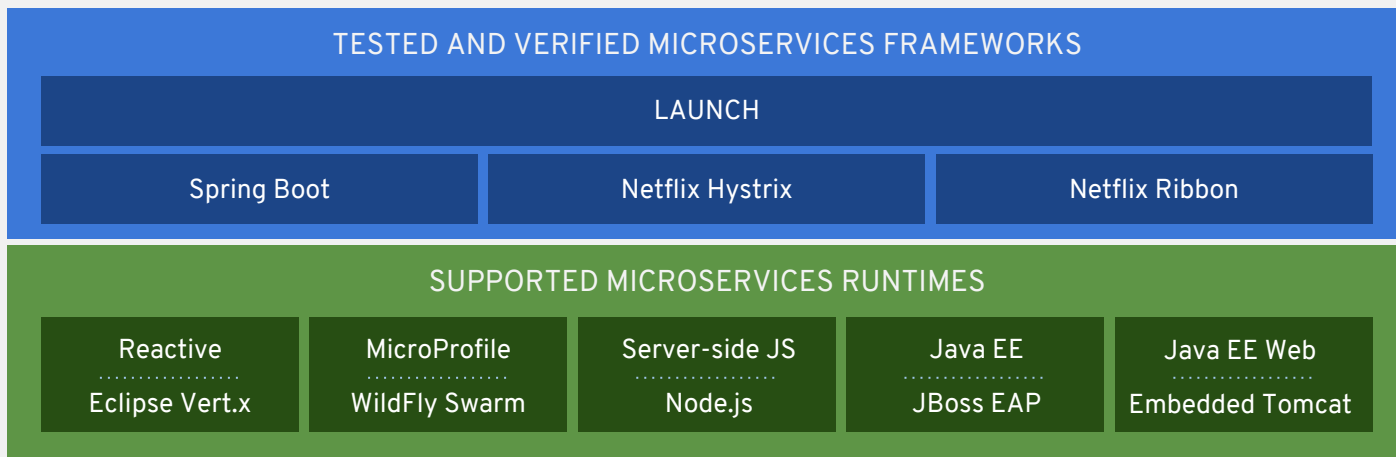 TESTED AND VERIFIED MICROSERVICES FRAMEWORKS
LAUNCH
Spring Boot
Netflix Hystrix
Netflix Ribbon
SUPPORTED MICROSERVICES RUNTIMES
Reactive
Eclipse Vert.x
MicroProfile
WildFly Swarm
Server-side JS
Node.js
Java EE
JBoss EAP
Java EE Web
Embedded Tomcat